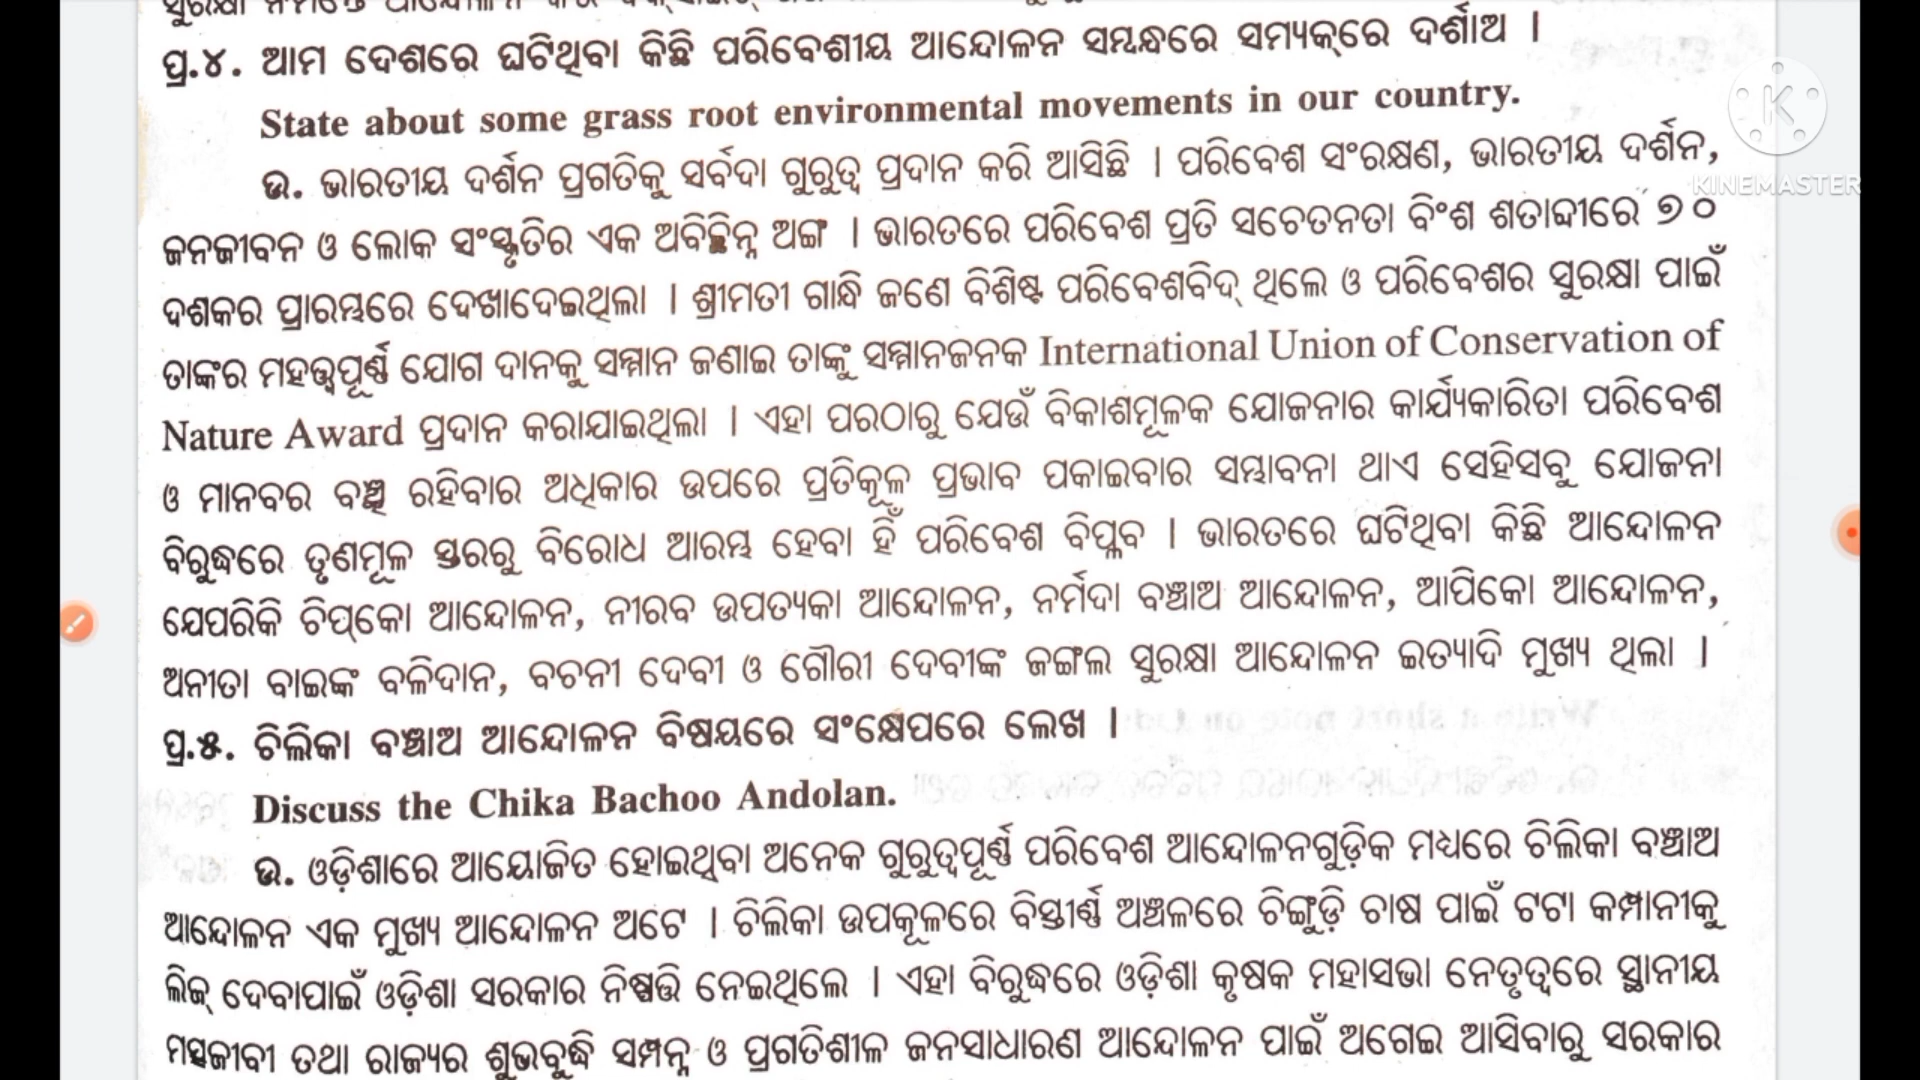 ସୁରକ୍ଷା ନିମନ୍ତେ ଆନ୍ଦୋଳନ କରି
ପ୍ର.୪. ଆମ ଦେଶରେ ଘଟିଥିବା କିଛି ପରିବେଶୀୟ ଆନ୍ଦୋଳନ ସମ୍ବନ୍ଧରେ ସମ୍ୟକ୍‌ରେ ଦର୍ଶାଅ ।
State about some grass root environmental movements in our country.
ଉ. ଭାରତୀୟ ଦର୍ଶନ ପ୍ରଗତିକୁ ସର୍ବଦା ଗୁରୁତ୍ୱ ପ୍ରଦାନ କରି ଆସିଛି । ପରିବେଶ ସଂରକ୍ଷଣ, ଭାରତୀୟ ଦର୍ଶନ,
KINEMASTER
ଜନଜୀବନ ଓ ଲୋକ ସଂସ୍କୃତିର ଏକ ଅବିଚ୍ଛିନ୍ନ ଅଙ୍ଗ । ଭାରତରେ ପରିବେଶ ପ୍ରତି ସଚେତନତା ବିଂଶ ଶତାବ୍ଦୀରେ ୭୦
ଦଶକର ପ୍ରାରମ୍ଭରେ ଦେଖାଦେଇଥିଲା । ଶ୍ରୀମତୀ ଗାନ୍ଧି ଜଣେ ବିଶିଷ୍ଟ ପରିବେଶବିଦ୍ ଥିଲେ ଓ ପରିବେଶର ସୁରକ୍ଷା ପାଇଁ
ତାଙ୍କର ମହତ୍ତ୍ୱପୂର୍ଣ୍ଣ ଯୋଗ ଦାନକୁ ସମ୍ମାନ ଜଣାଇ ତାଙ୍କୁ ସମ୍ମାନଜନକ International Union of Conservation of
Nature Award ପ୍ରଦାନ କରାଯାଇଥିଲା । ଏହା ପରଠାରୁ ଯେଉଁ ବିକାଶମୂଳକ ଯୋଜନାର କାର୍ଯ୍ୟକାରିତା ପରିବେଶ
ଓ ମାନବର ବଞ୍ଚି ରହିବାର ଅଧିକାର ଉପରେ ପ୍ରତିକୂଳ ପ୍ରଭାବ ପକାଇବାର ସମ୍ଭାବନା ଥାଏ ସେହିସବୁ ଯୋଜନା
ବିରୁଦ୍ଧରେ ତୃଣମୂଳ ସ୍ତରରୁ ବିରୋଧ ଆରମ୍ଭ ହେବା ହିଁ ପରିବେଶ ବିପ୍ଳବ । ଭାରତରେ ଘଟିଥିବା କିଛି ଆନ୍ଦୋଳନ
ଯେପରିକି ଚିପ୍‌କୋ ଆନ୍ଦୋଳନ, ନୀରବ ଉପତ୍ୟକା ଆନ୍ଦୋଳନ, ନର୍ମଦା ବଞ୍ଚାଅ ଆନ୍ଦୋଳନ, ଆପିକୋ ଆନ୍ଦୋଳନ,
ଅନୀତା ବାଇଙ୍କ ବଳିଦାନ, ବଚନୀ ଦେବୀ ଓ ଗୌରୀ ଦେବୀଙ୍କ ଜଙ୍ଗଲ ସୁରକ୍ଷା ଆନ୍ଦୋଳନ ଇତ୍ୟାଦି ମୁଖ୍ୟ ଥିଲା ।
ପ୍ର.୫. ଚିଲିକା ବଞ୍ଚାଅ ଆନ୍ଦୋଳନ ବିଷୟରେ ସଂକ୍ଷେପରେ ଲେଖ ।
Discuss the Chika Bachoo Andolan.
ଉ. ଓଡ଼ିଶାରେ ଆୟୋଜିତ ହୋଇଥିବା ଅନେକ ଗୁରୁତ୍ୱପୂର୍ଣ୍ଣ ପରିବେଶ ଆନ୍ଦୋଳନଗୁଡ଼ିକ ମଧ୍ୟରେ ଚିଲିକା ବଞ୍ଚାଅ
ଆନ୍ଦୋଳନ ଏକ ମୁଖ୍ୟ ଆନ୍ଦୋଳନ ଅଟେ । ଚିଲିକା ଉପକୂଳରେ ବିସ୍ତୀର୍ଣ୍ଣ ଅଞ୍ଚଳରେ ଚିଙ୍ଗୁଡ଼ି ଚାଷ ପାଇଁ ଟଟା କମ୍ପାନୀକୁ
ଲିଜ୍ ଦେବାପାଇଁ ଓଡ଼ିଶା ସରକାର ନିଷ୍ପତ୍ତି ନେଇଥିଲେ । ଏହା ବିରୁଦ୍ଧରେ ଓଡ଼ିଶା କୃଷକ ମହାସଭା ନେତୃତ୍ୱରେ ସ୍ଥାନୀୟ
ମତ୍ସଜୀବୀ ତଥା ରାଜ୍ୟର ଶୁଭବୁଦ୍ଧି ସମ୍ପନ୍ନ ଓ ପ୍ରଗତିଶୀଳ ଜନସାଧାରଣ ଆନ୍ଦୋଳନ ପାଇଁ ଅଗେଇ ଆସିବାରୁ ସରକାର